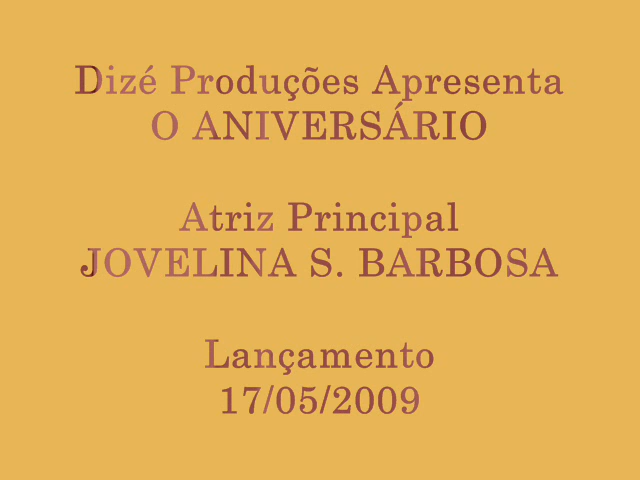 Dizé Produções Apresenta
O ANIVERSÁRIO
Atriz Principal
JOVELINA S. BARBOSA
Lançamento
17/05/2009